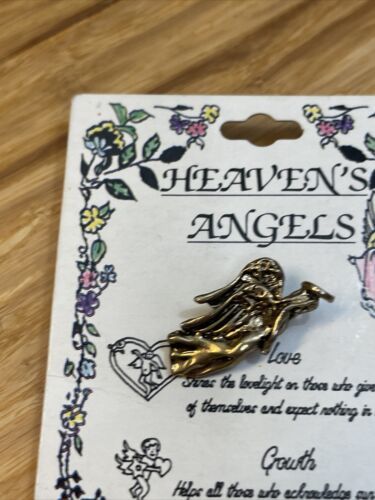 HEAVEN'S
ANGELS
Love
Shines the lovelight on those who give
of themselves and expect nothing in
Growth
Helps all those who acknowledge